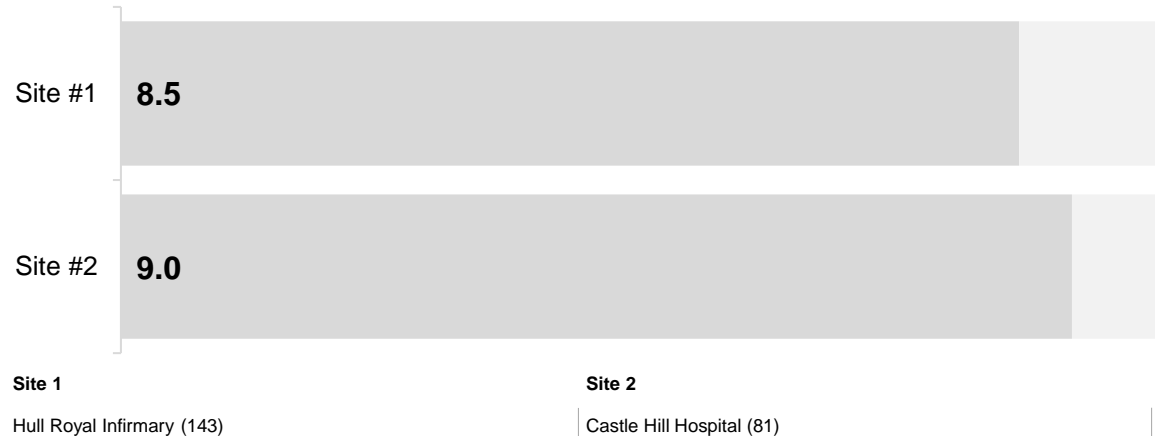 Site #1 8.5
Site #2 9.0
Site 1 Site 2
Hull Royal Infirmary (143) Castle Hill Hospital (81)